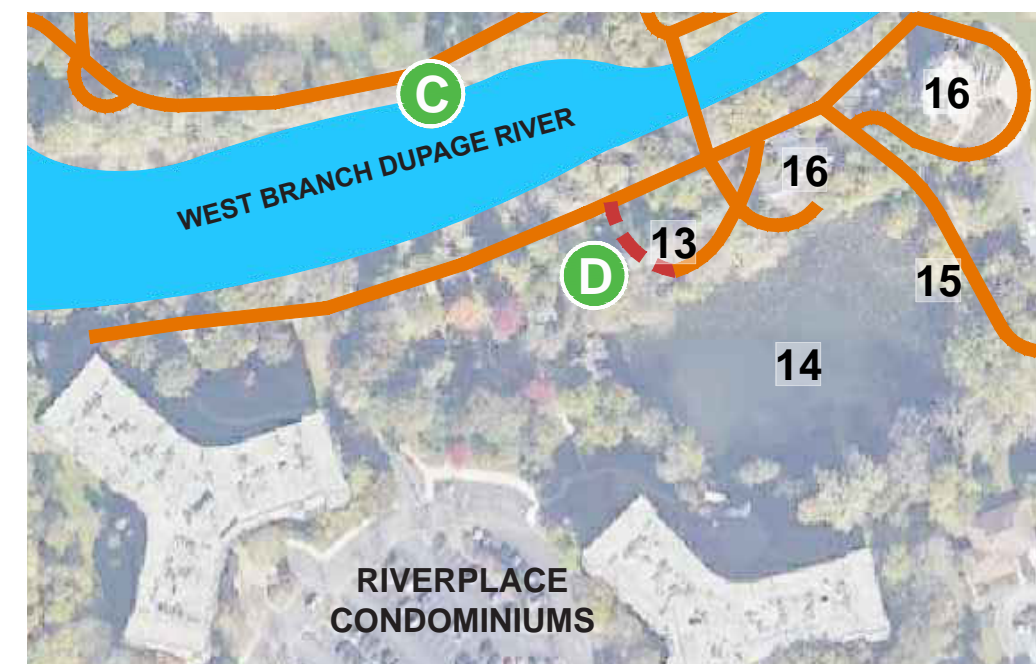 C
16
WEST BRANCH DUPAGE RIVER
16
13
D
15
14
RIVERPLACE
CONDOMINIUMS